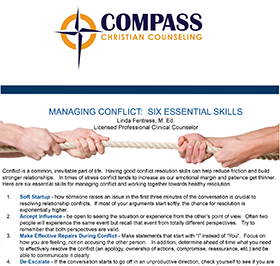 COMPASS
CHRISTIAN COUNSELING
MANAGING CONFLICT: SIX ESSENTIAL SKILLS
Linda Fentress, M. Ed.
Licensed Professional Clinical Counselor
Conflict is a common, inevitable part of life. Having good conflict resolution skills can help reduce friction and build
stronger relationships. In times of stress conflict tends to increase as our emotional margin and patience get thinner.
Here are six essential skills for managing conflict and working together towards healthy resolution.
1. Soft Startup - How someone raises an issue in the first three minutes of the conversation is crucial to
resolving relationship conflicts. If most of your arguments start softly, the chance for resolution is
exponentially higher.
2. Accept Influence - be open to seeing the situation or experience from the other's point of view. Often two
people will experience the same event but recall that event from totally different perspectives. Try to
remember that both perspectives are valid.
3. Make Effective Repairs During Conflict - Make statements that start with "I" instead of "You". Focus on
how you are feeling, not on accusing the other person. In addition, determine ahead of time what you need
to effectively resolve the conflict (an apology, ownership of actions, compromise, reassurance, etc.) and be
able to clearly communicate it.
4. De-Escalate - If the conversation starts to go off in an unproductive direction, check yourself to see if you are